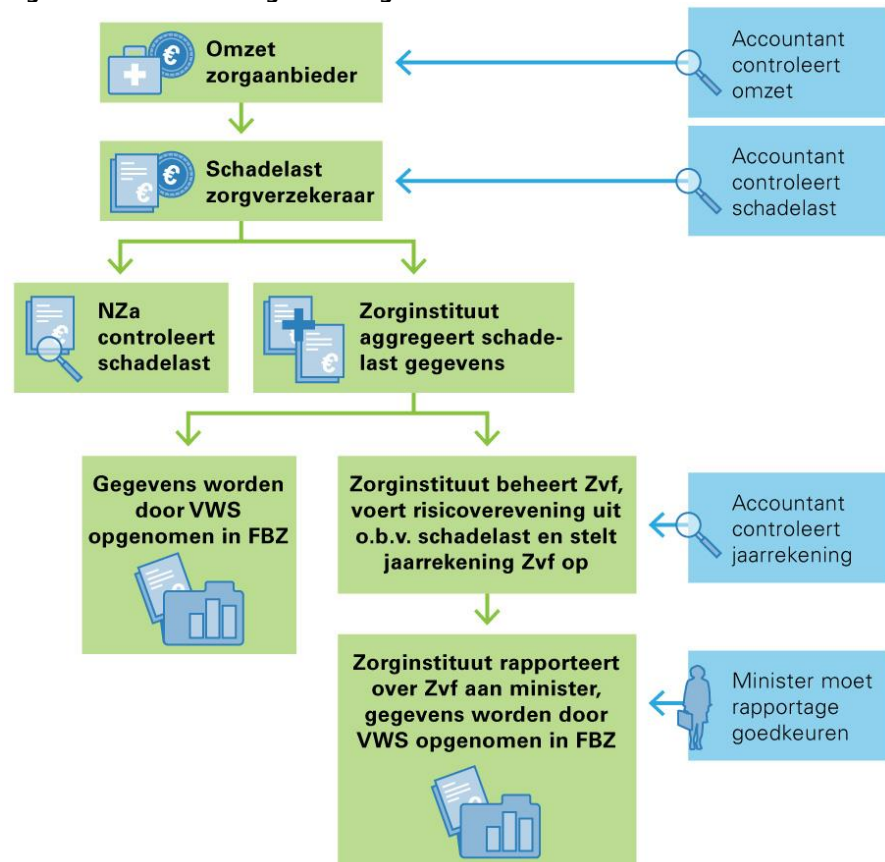 Omzet
zorgaanbieder
Accountant
controleert
omzet
Schadelast
zorgverzekeraar
Accountant
controleert
schadelast
NZa
controleert
schadelast
Zorginstituut
aggregeert schade-
last gegevens
Gegevens worden
door VWS
opgenomen in FBZ
Zorginstituut beheert Zvf,
voert risicoverevening uit
o.b.v. schadelast en stelt
jaarrekening Zvf op
Accountant
controleert
jaarrekening
Zorginstituut rapporteert
over Zvf aan minister,
gegevens worden door
VWS opgenomen in FBZ
Minister moet
rapportage
goedkeuren